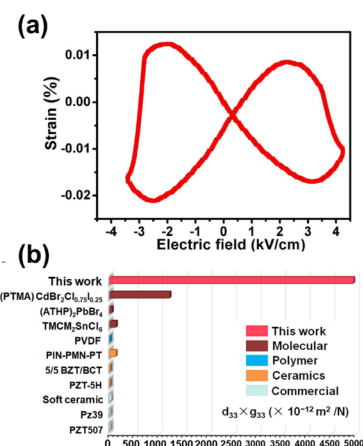 (a)
0.01
0.00
-0.01
-0.02
Strain (%)
-4 -3 -2 -1 0 1 2 3 4
Electric field (kV/cm)
(b)
This work
(PTMA)CdBr2Cl0.75I0.25
(ATHP)2PbBr4
TMCM2SnCl6
PVDF
PIN-PMN-PT
5/5 BZT/BCT
PZT-5H
Soft ceramic
Pz39
PZT507
This work
Molecular
Polymer
Ceramics
Commercial
d33×g33 (× 10−12 m2 /N)
0 500 1000 1500 2000 2500 3000 3500 4000 4500 5000